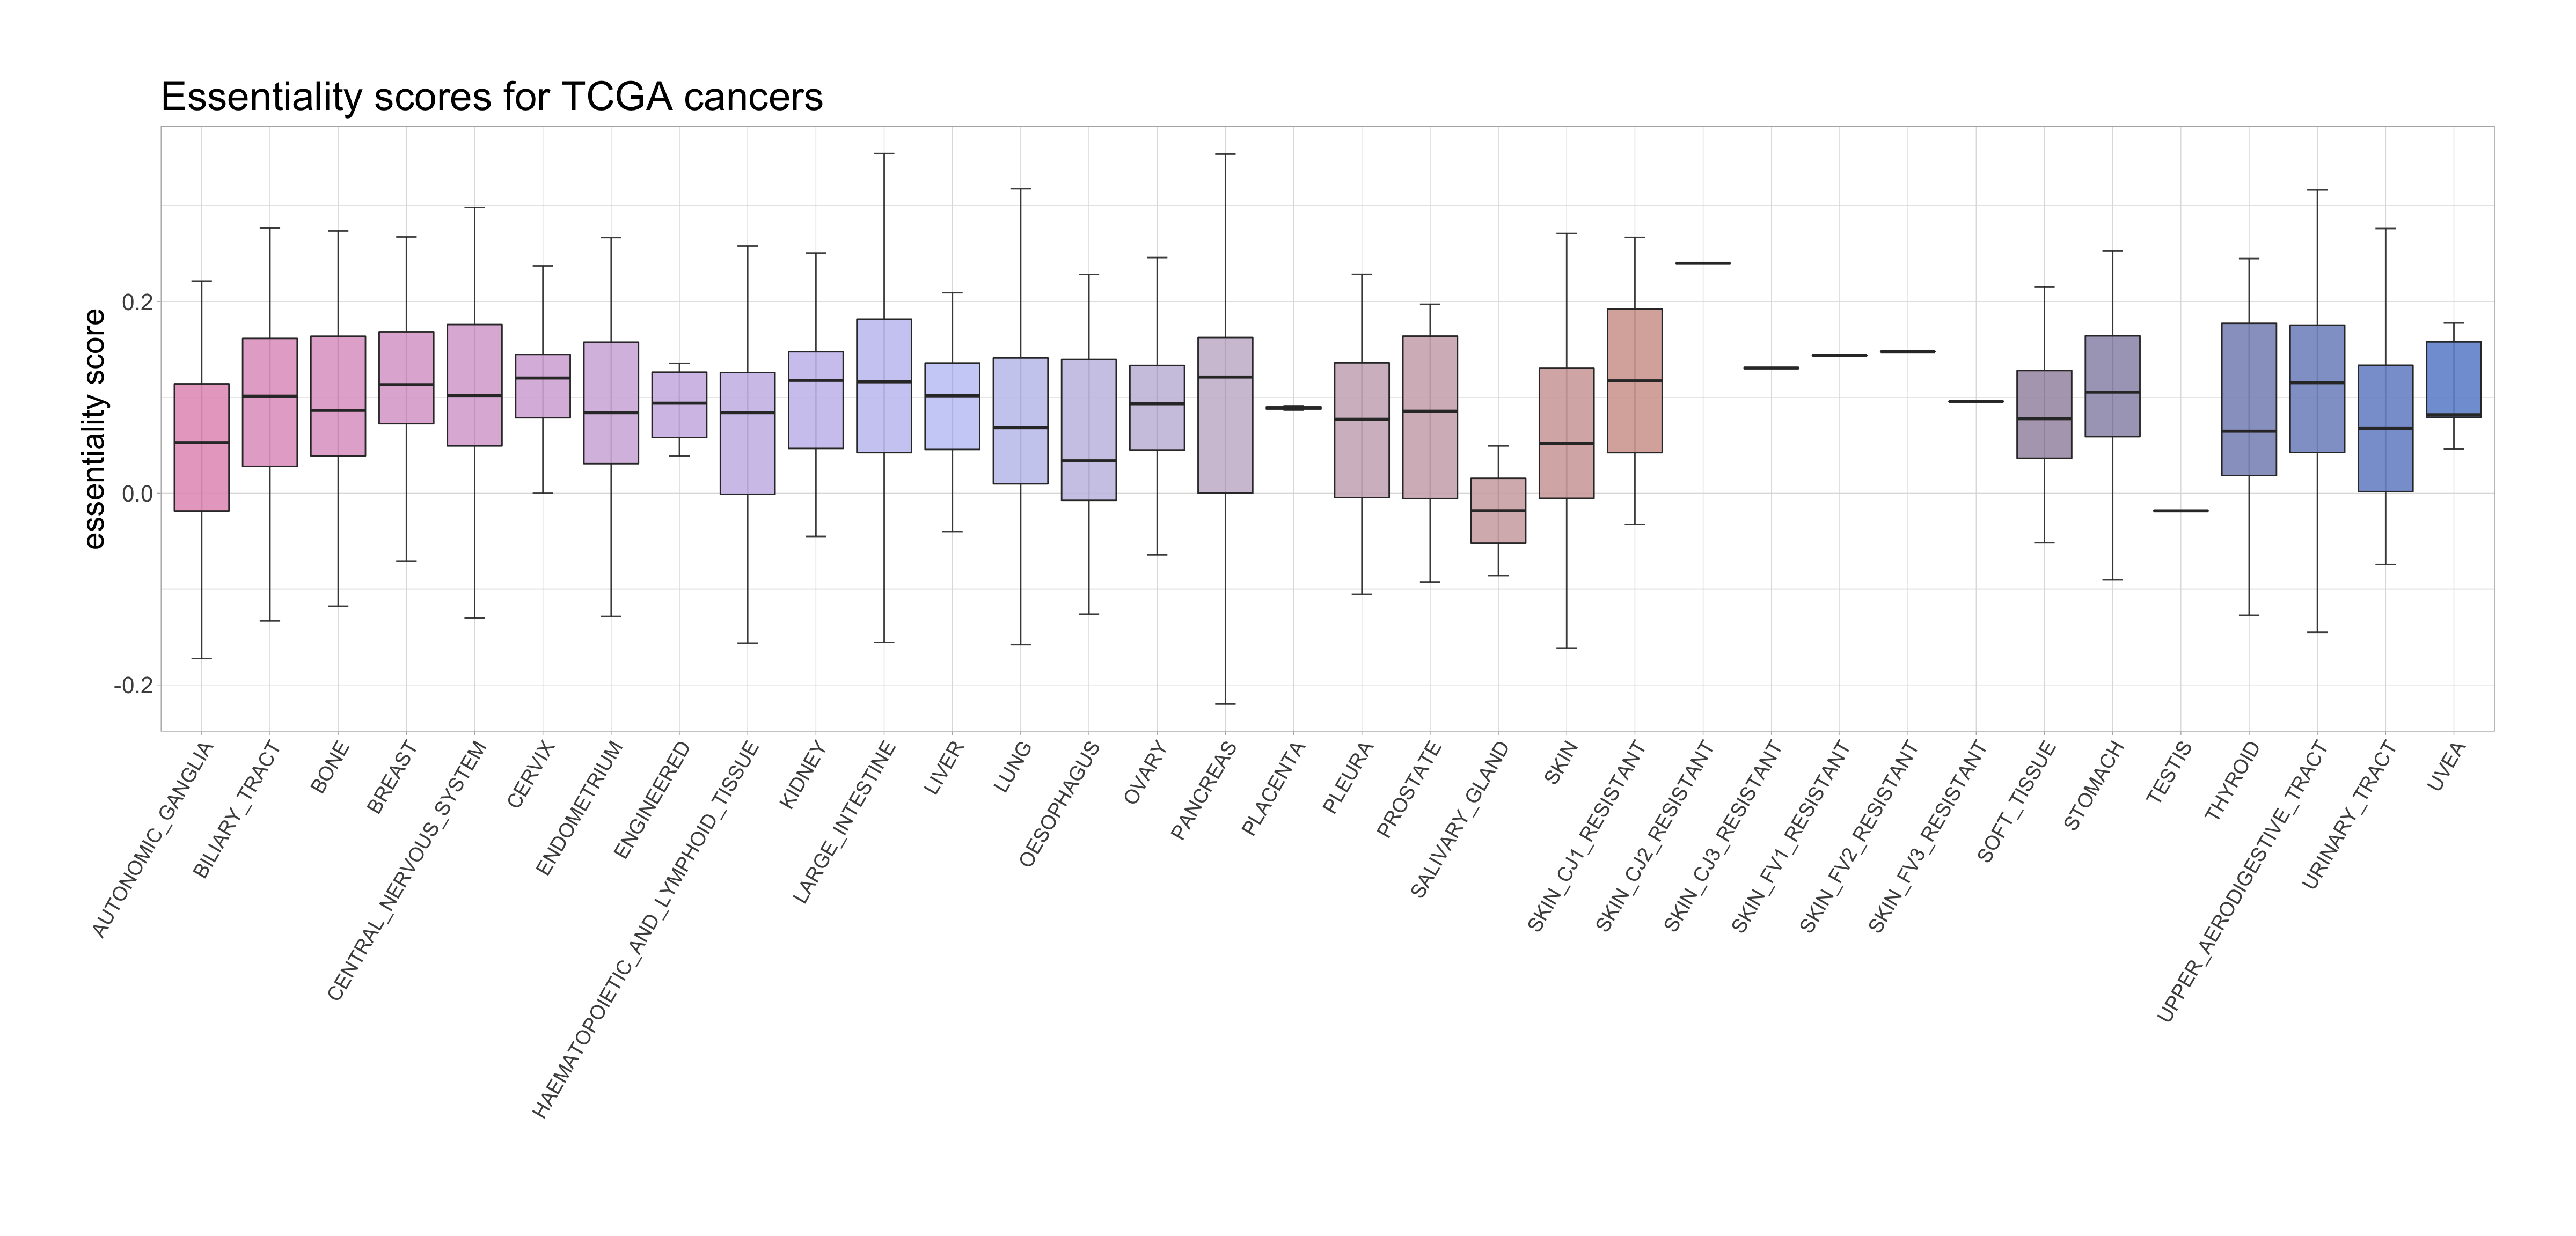 Essentiality scores for TCGA cancers
essentiality score
0.2
0.0
-0.2
AUTONOMIC_GANGLIA
BILIARY_TRACT
BONE
BREAST
CENTRAL_NERVOUS_SYSTEM
CERVIX
ENDOMETRIUM
ENGINEERED
HAEMATOPOIETIC_AND_LYMPHOID_TISSUE
KIDNEY
LARGE_INTESTINE
LIVER
LUNG
OESOPHAGUS
OVARY
PANCREAS
PLACENTA
PLEURA
PROSTATE
SALIVARY_GLAND
SKIN
SKIN_CJ1_RESISTANT
SKIN_CJ2_RESISTANT
SKIN_CJ3_RESISTANT
SKIN_FV1_RESISTANT
SKIN_FV2_RESISTANT
SKIN_FV3_RESISTANT
SOFT_TISSUE
STOMACH
TESTIS
THYROID
UPPER_AERODIGESTIVE_TRACT
URINARY_TRACT
UVEA